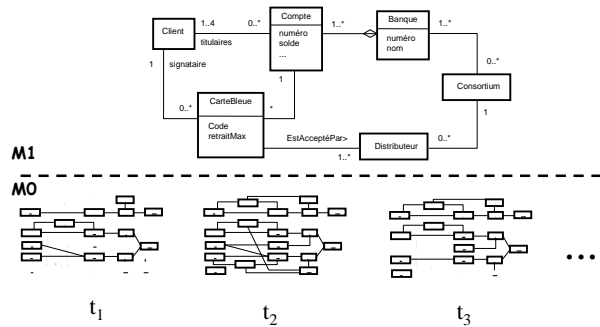 Client
1..4
titulaires
0..*
Compte
numéro
solde
...
1..*
Banque
numéro
nom
1..*
0..*
Consortium
1
signataire
0..*
CarteBleue
Code
retraitMax
*
1
EstAcceptéPar>
1..*
Distributeur
0..*
1
M1
M0
t1
t2
t3
...